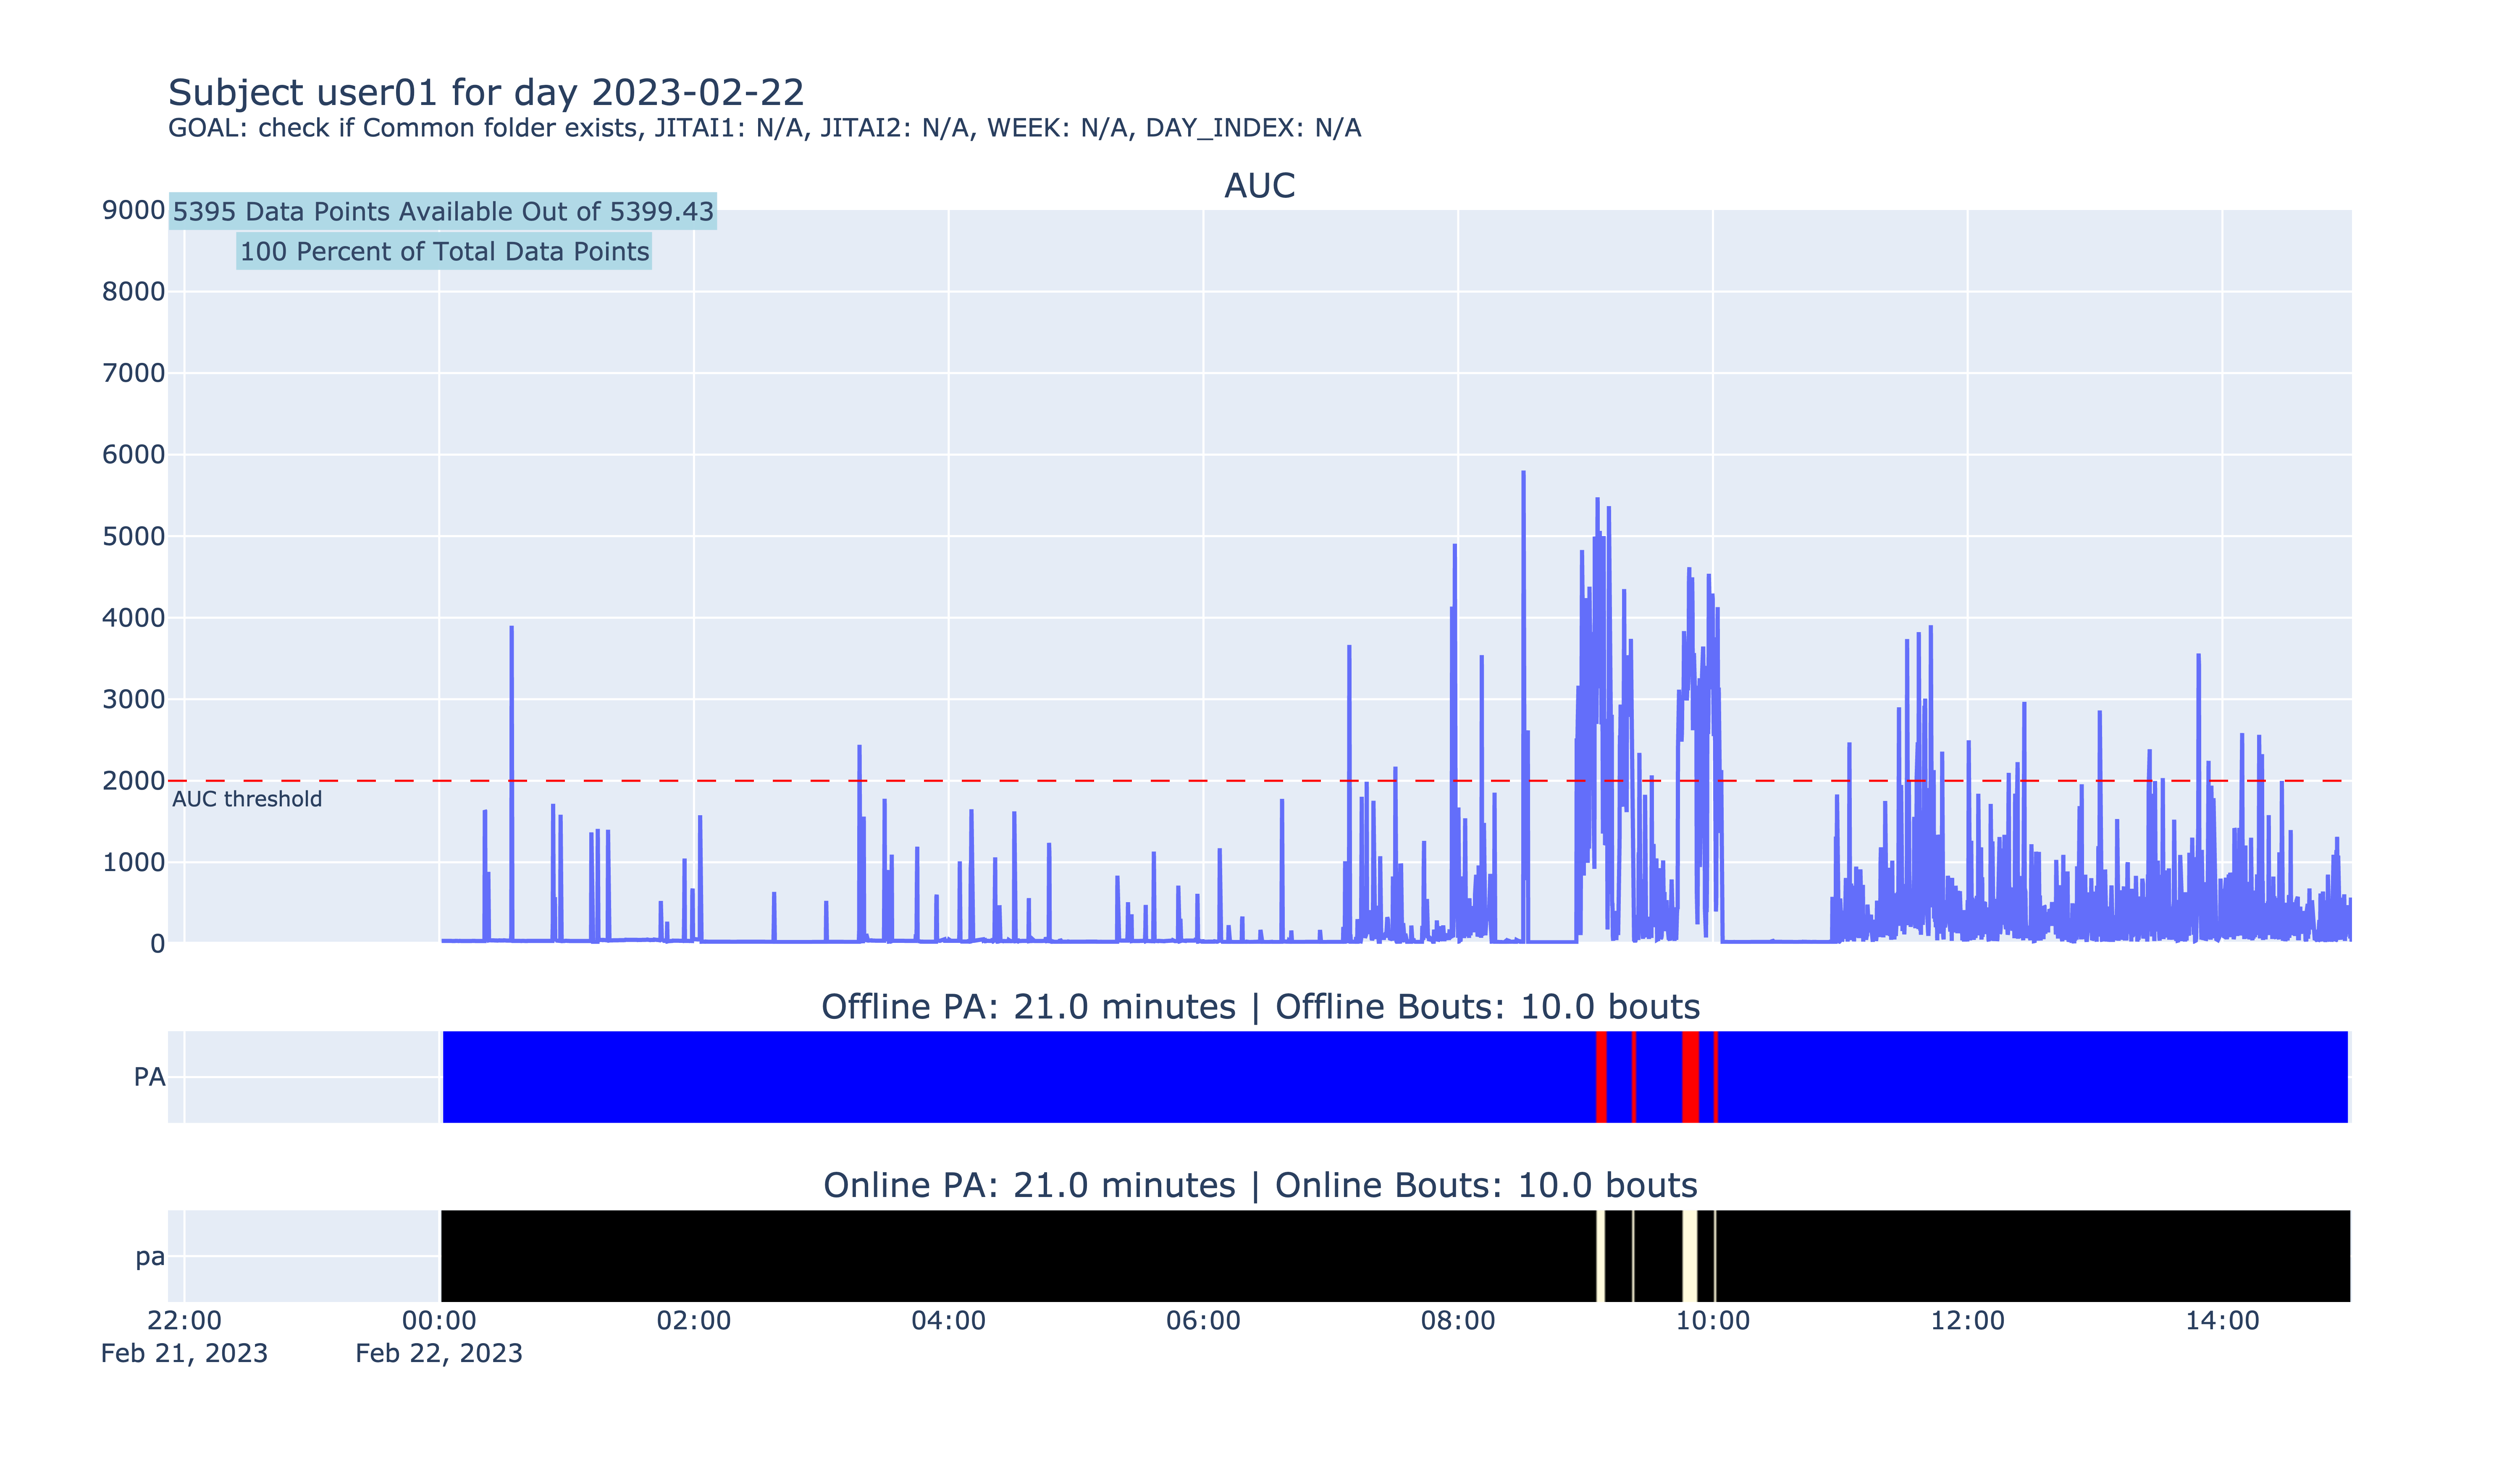 Subject user01 for day 2023-02-22
GOAL: check if Common folder exists, JITAI1: N/A, JITAI2: N/A, WEEK: N/A, DAY_INDEX: N/A
AUC
5395 Data Points Available Out of 5399.43
100 Percent of Total Data Points
9000
8000
7000
6000
5000
4000
3000
2000
AUC threshold
1000
0
Offline PA: 21.0 minutes | Offline Bouts: 10.0 bouts
PA
Online PA: 21.0 minutes | Online Bouts: 10.0 bouts
pa
22:00 00:00 02:00 04:00 06:00 08:00 10:00 12:00 14:00
Feb 21, 2023 Feb 22, 2023